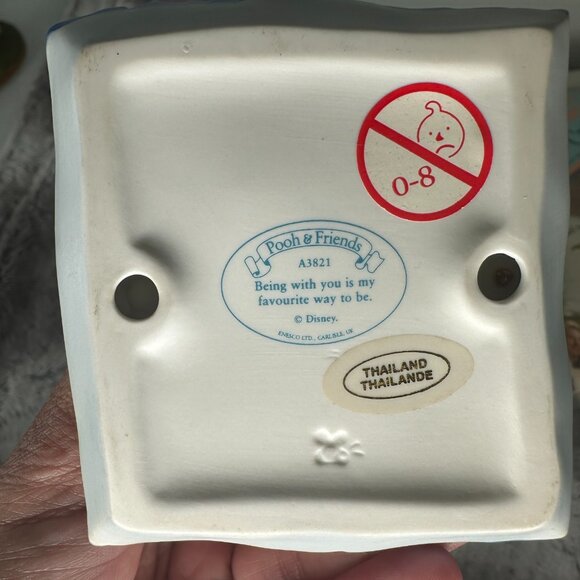 0-8
Pooh & Friends
A3821
Being with you is my
favourite way to be.
© Disney.
ENESCO LTD., CARLISLE, UK
THAILAND
THAILANDE